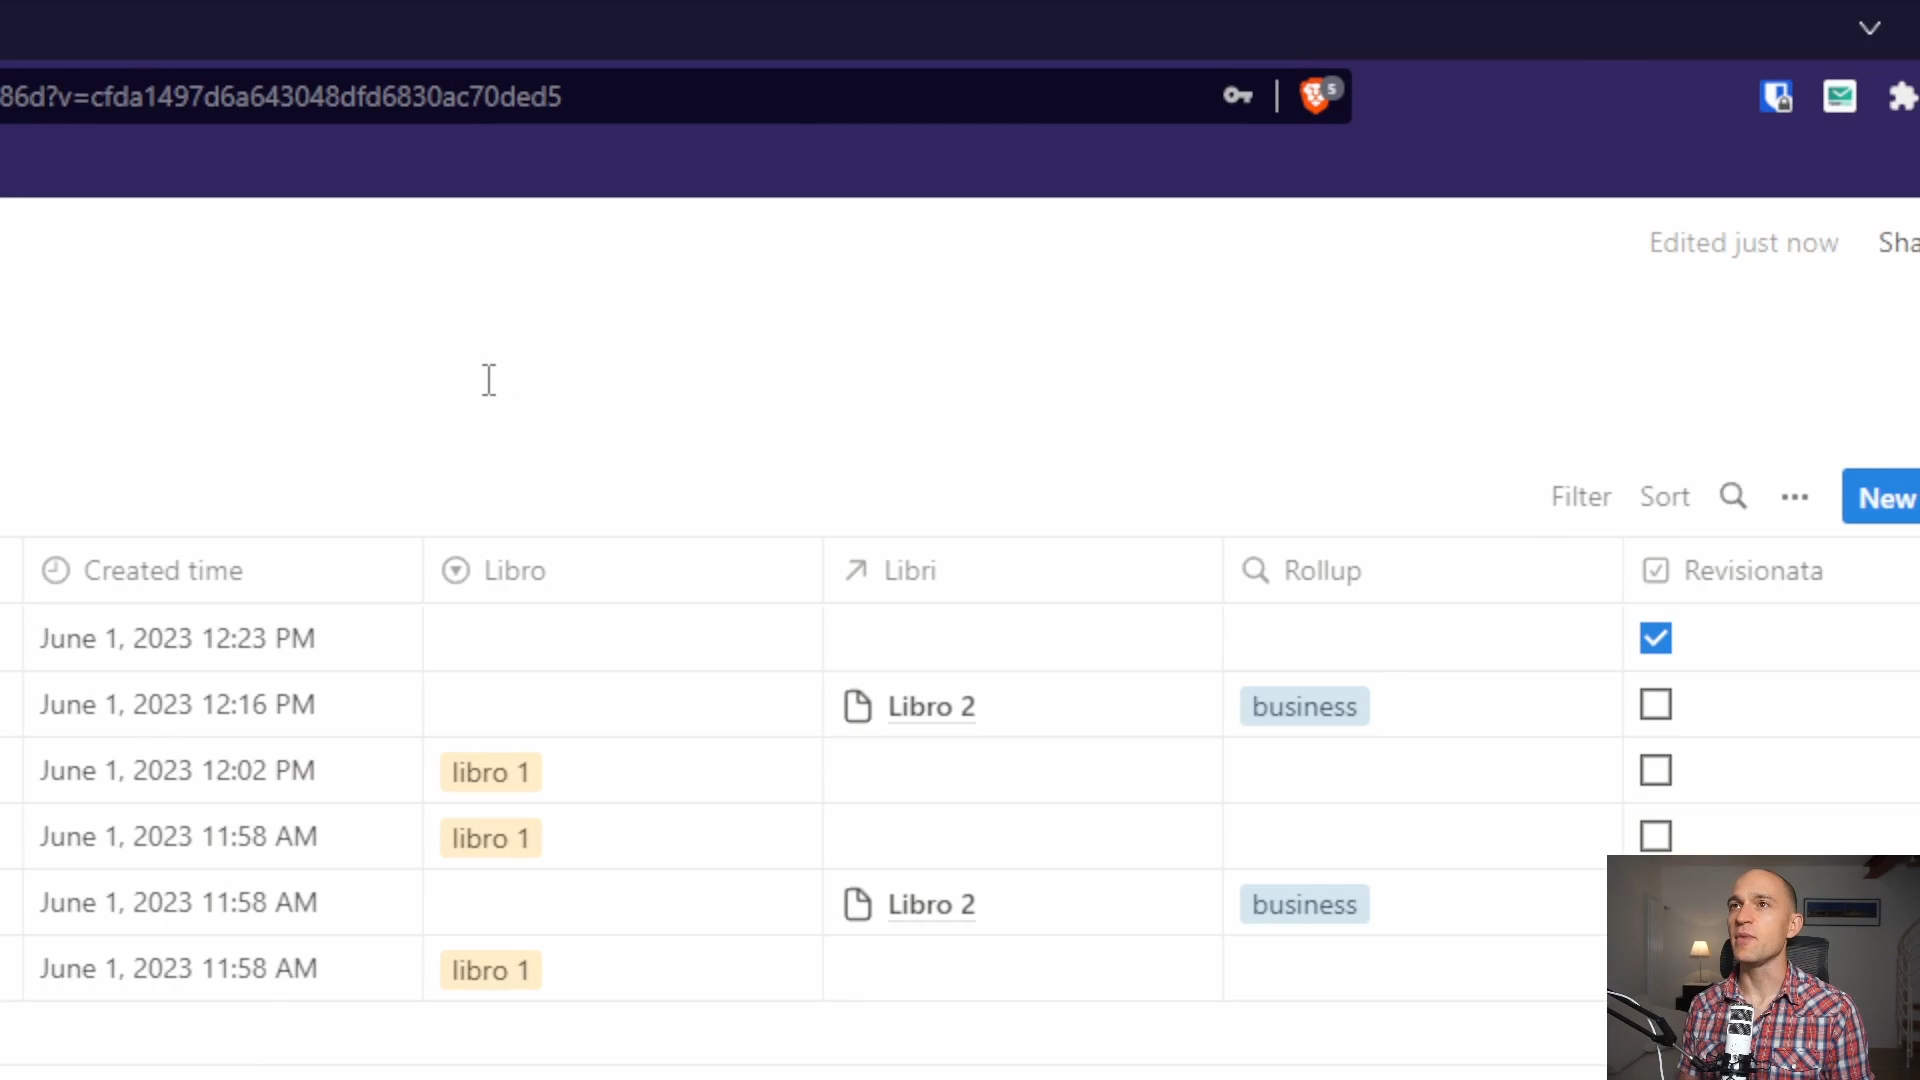 86d?v=cfda1497d6a643048dfd6830ac70ded5
5
Edited just now
Sha
Filter Sort ••• New
Created time Libro Libri Rollup Revisionata
June 1, 2023 12:23 PM
June 1, 2023 12:16 PM Libro 2 business
June 1, 2023 12:02 PM libro 1
June 1, 2023 11:58 AM libro 1
June 1, 2023 11:58 AM Libro 2 business
June 1, 2023 11:58 AM libro 1